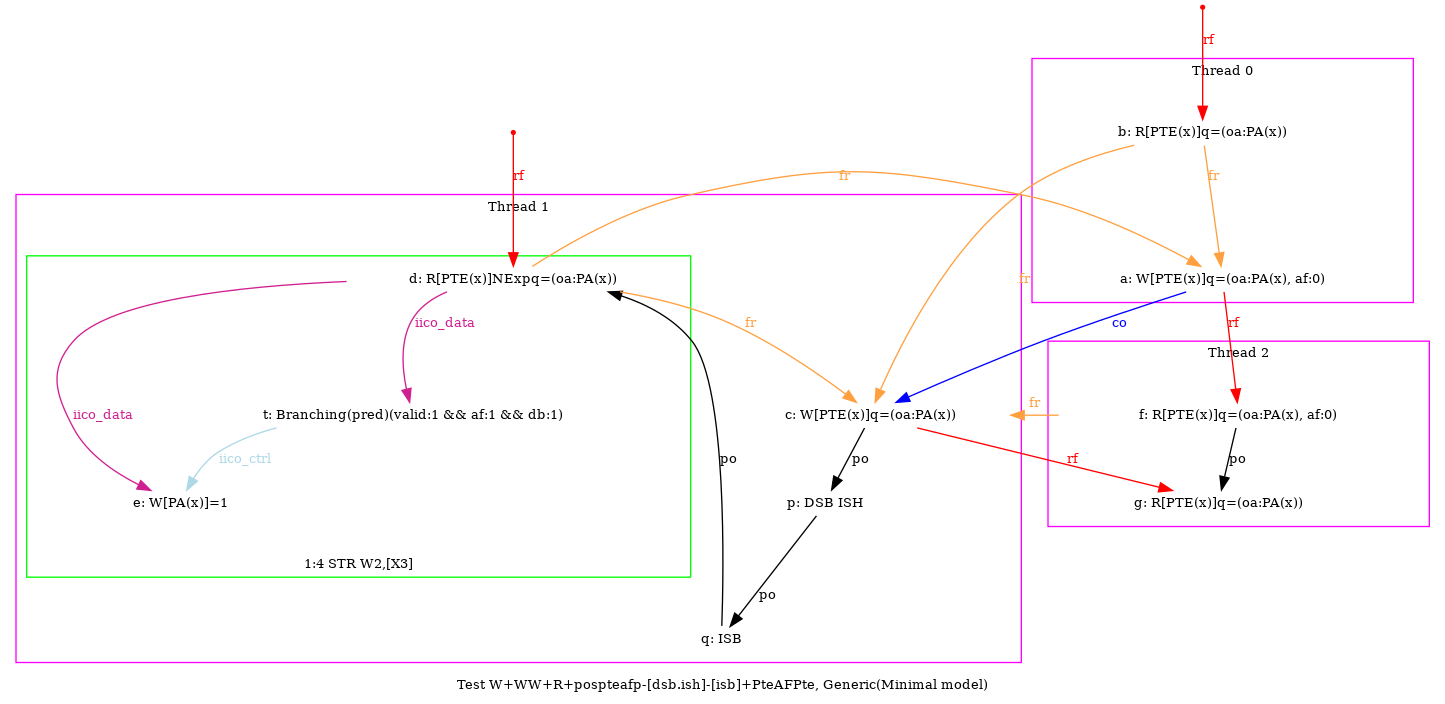 rf
Thread 0
b: R[PTE(x)]q=(oa:PA(x))
rf
fr
fr
Thread 1
d: R[PTE(x)]NExpq=(oa:PA(x))
fr
a: W[PTE(x)]q=(oa:PA(x), af:0)
iico_data
fr
co
rf
Thread 2
iico_data
t: Branching(pred)(valid:1 && af:1 && db:1)
c: W[PTE(x)]q=(oa:PA(x))
fr
f: R[PTE(x)]q=(oa:PA(x), af:0)
iico_ctrl
po
po
rf
po
e: W[PA(x)]=1
p: DSB ISH
g: R[PTE(x)]q=(oa:PA(x))
1:4 STR W2,[X3]
po
q: ISB
Test W+WW+R+pospteafp-[dsb.ish]-[isb]+PteAFPte, Generic(Minimal model)